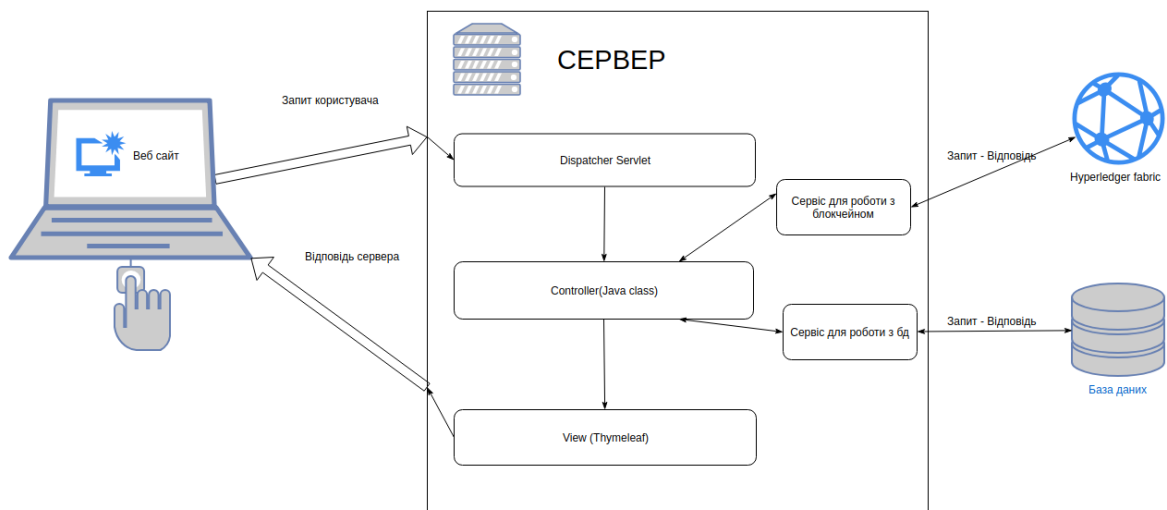 СЕРВЕР
Запит користувача
Веб сайт
Dispatcher Servlet
Запит - Відповідь
Hyperledger fabric
Сервіс для роботи з
блокчейном
Відповідь сервера
Controller(Java class)
Сервіс для роботи з бд
Запит - Відповідь
База даних
View (Thymeleaf)